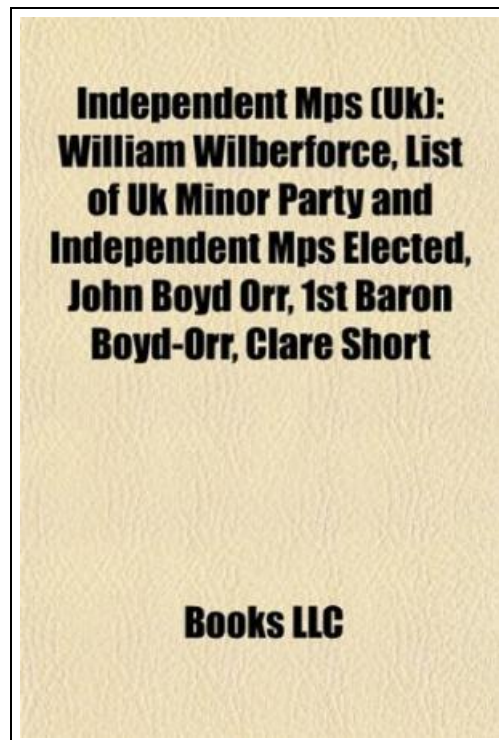 Independent Mps (Uk):
William Wilberforce, List
of Uk Minor Party and
Independent Mps Elected,
John Boyd Orr, 1st Baron
Boyd-Orr, Clare Short
Books LLC